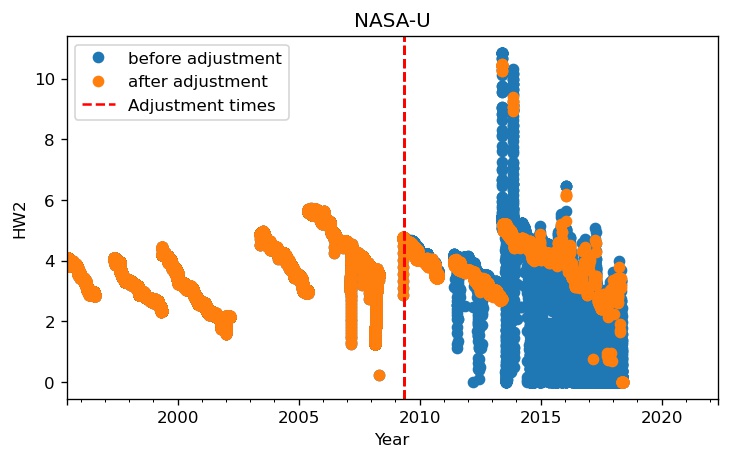 NASA-U
before adjustment
after adjustment
Adjustment times
HW2
10
8
6
4
2
0
2000 2005 2010 2015 2020
Year